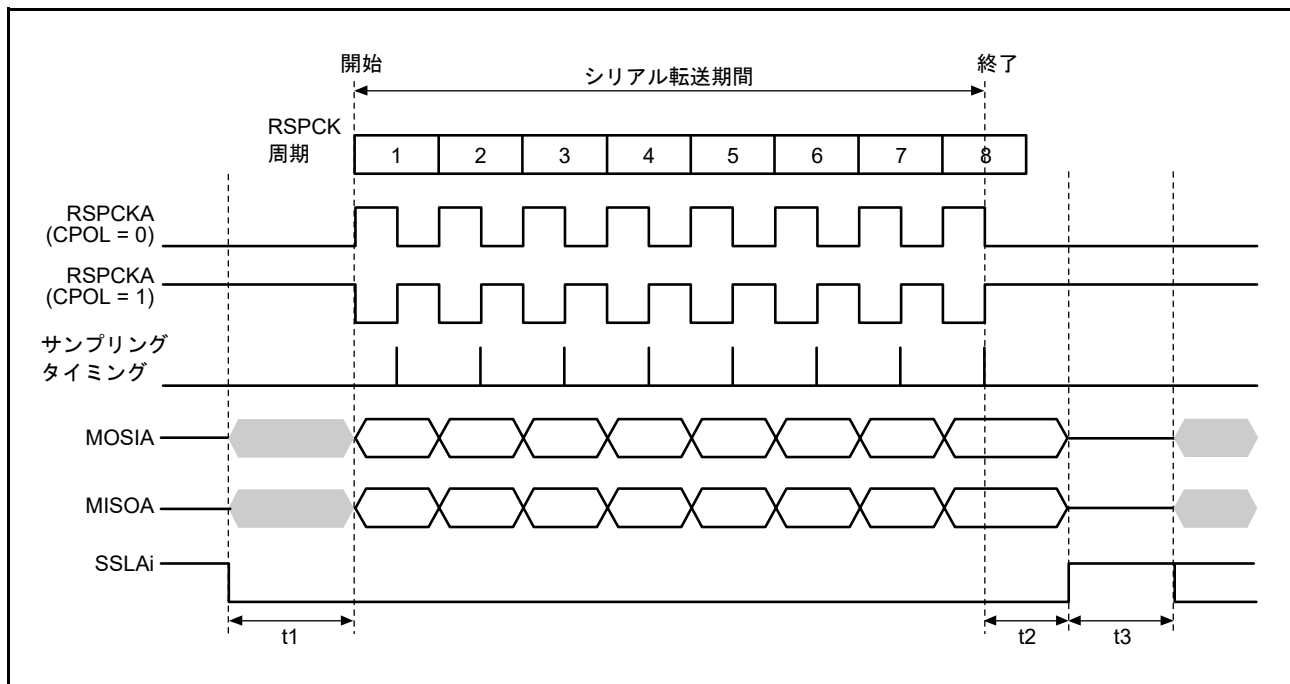 開始
シリアル転送期間
終了
RSPCK
周期
1 2 3 4 5 6 7 8
RSPCKA
(CPOL = 0)
RSPCKA
(CPOL = 1)
サンプリング
タイミング
MOSIA
MISOA
SSLAi
t1
t2
t3